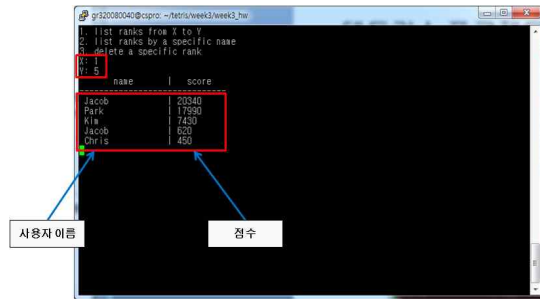 gr320080040@cspro: ~/tetris/week3/week3_hw
1. list ranks from X to Y
2. list ranks by a specific name
3. delete a specific rank
X: 1
Y: 5
name | score
Jacob | 20340
Park | 17990
Kim | 7430
Jacob | 620
Chris | 450
사용자 이름
점수